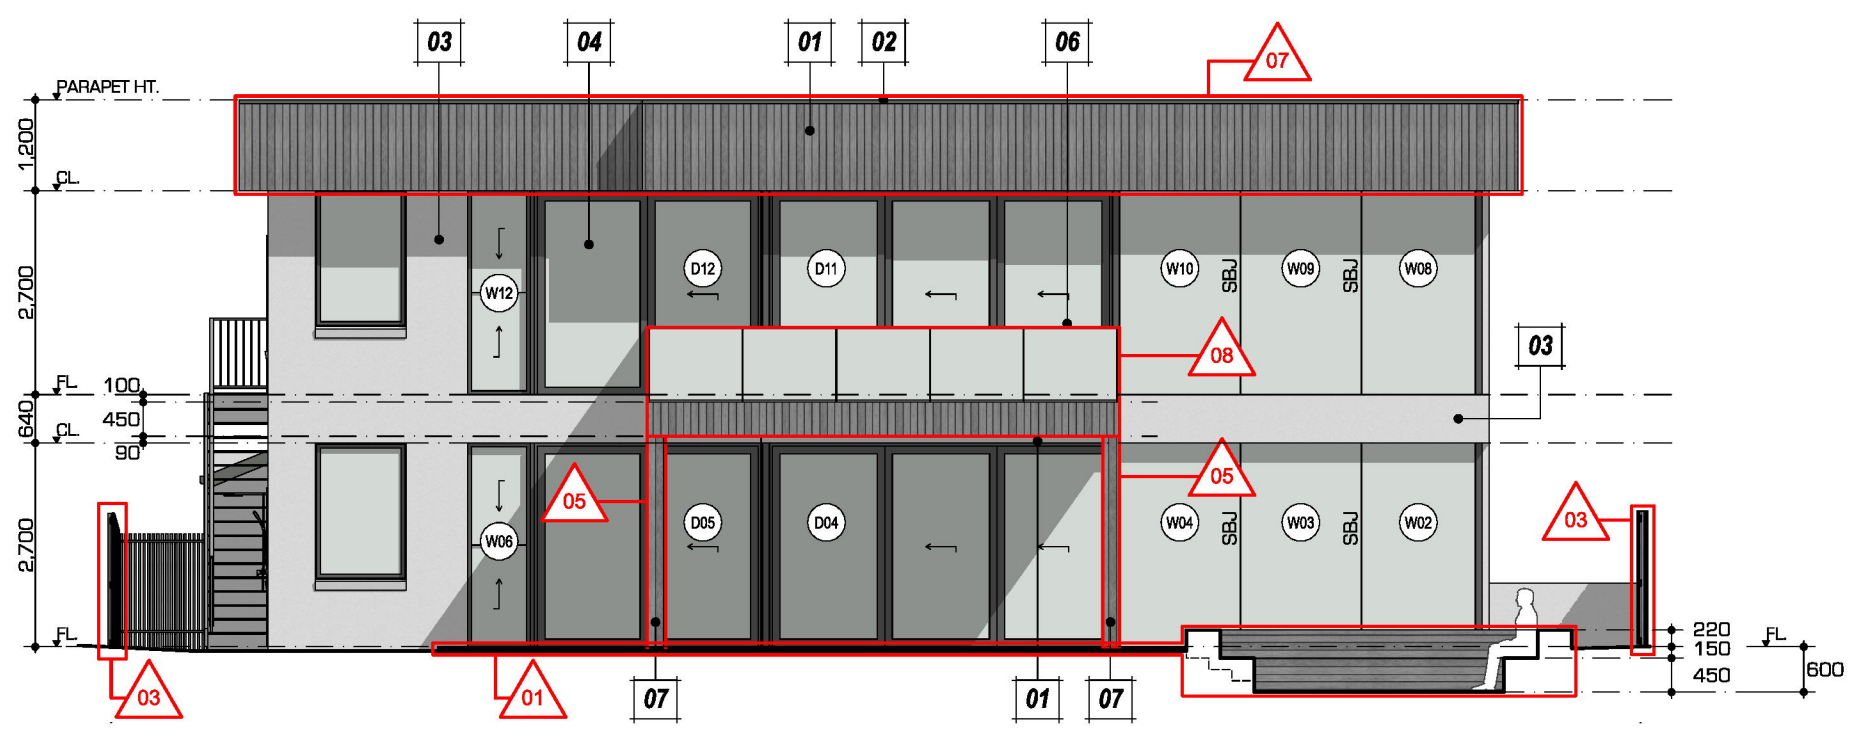 03
04
01
02
06
07
PARAPET HT.
1,200
CL.
2,700
W12
D12
D11
W10
SBJ
W09
SBJ
W08
08
03
FL
100
640
450
CL.
90
05
05
2,700
W06
D05
D04
W04
SBJ
W03
SBJ
W02
03
FL
220
FL
150
600
450
03
01
07
01
07